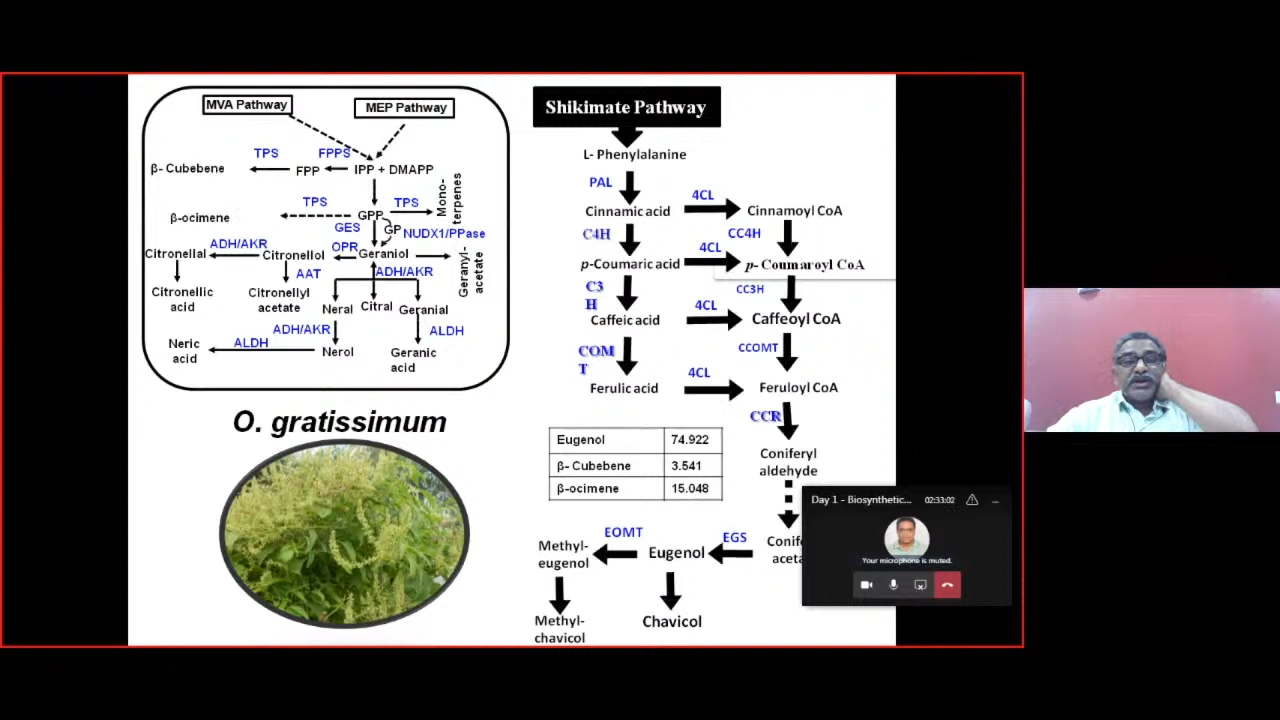 MVA Pathway
MEP Pathway
TPS
FPPS
β- Cubebene
FPP
IPP + DMAPP
TPS
TPS
Mono-
terpenes
β-ocimene
GPP
GES
GP
NUDX1/PPase
ADH/AKR
OPR
Citronellal
Citronellol
Geraniol
Geranyl-
acetate
AAT
ADH/AKR
Citronellic
acid
Citronellyl
acetate
Neral
Citral
Geranial
ADH/AKR
ALDH
Neric
acid
ALDH
Nerol
Geranic
acid
O. gratissimum
Shikimate Pathway
L- Phenylalanine
PAL
4CL
Cinnamic acid
Cinnamoyl CoA
C4H
CC4H
4CL
p-Coumaric acid
p- Coumaroyl CoA
C3
H
CC3H
4CL
Caffeic acid
Caffeoyl CoA
COM
T
CCOMT
4CL
Ferulic acid
Feruloyl CoA
CCR
Eugenol 74.922
β- Cubebene 3.541
β-ocimene 15.048
Coniferyl
aldehyde
EOMT
EGS
Methyl-
eugenol
Eugenol
Methyl-
chavicol
Chavicol
Day 1 - Biosynthetic... 02:33:02
Your microphone is muted.